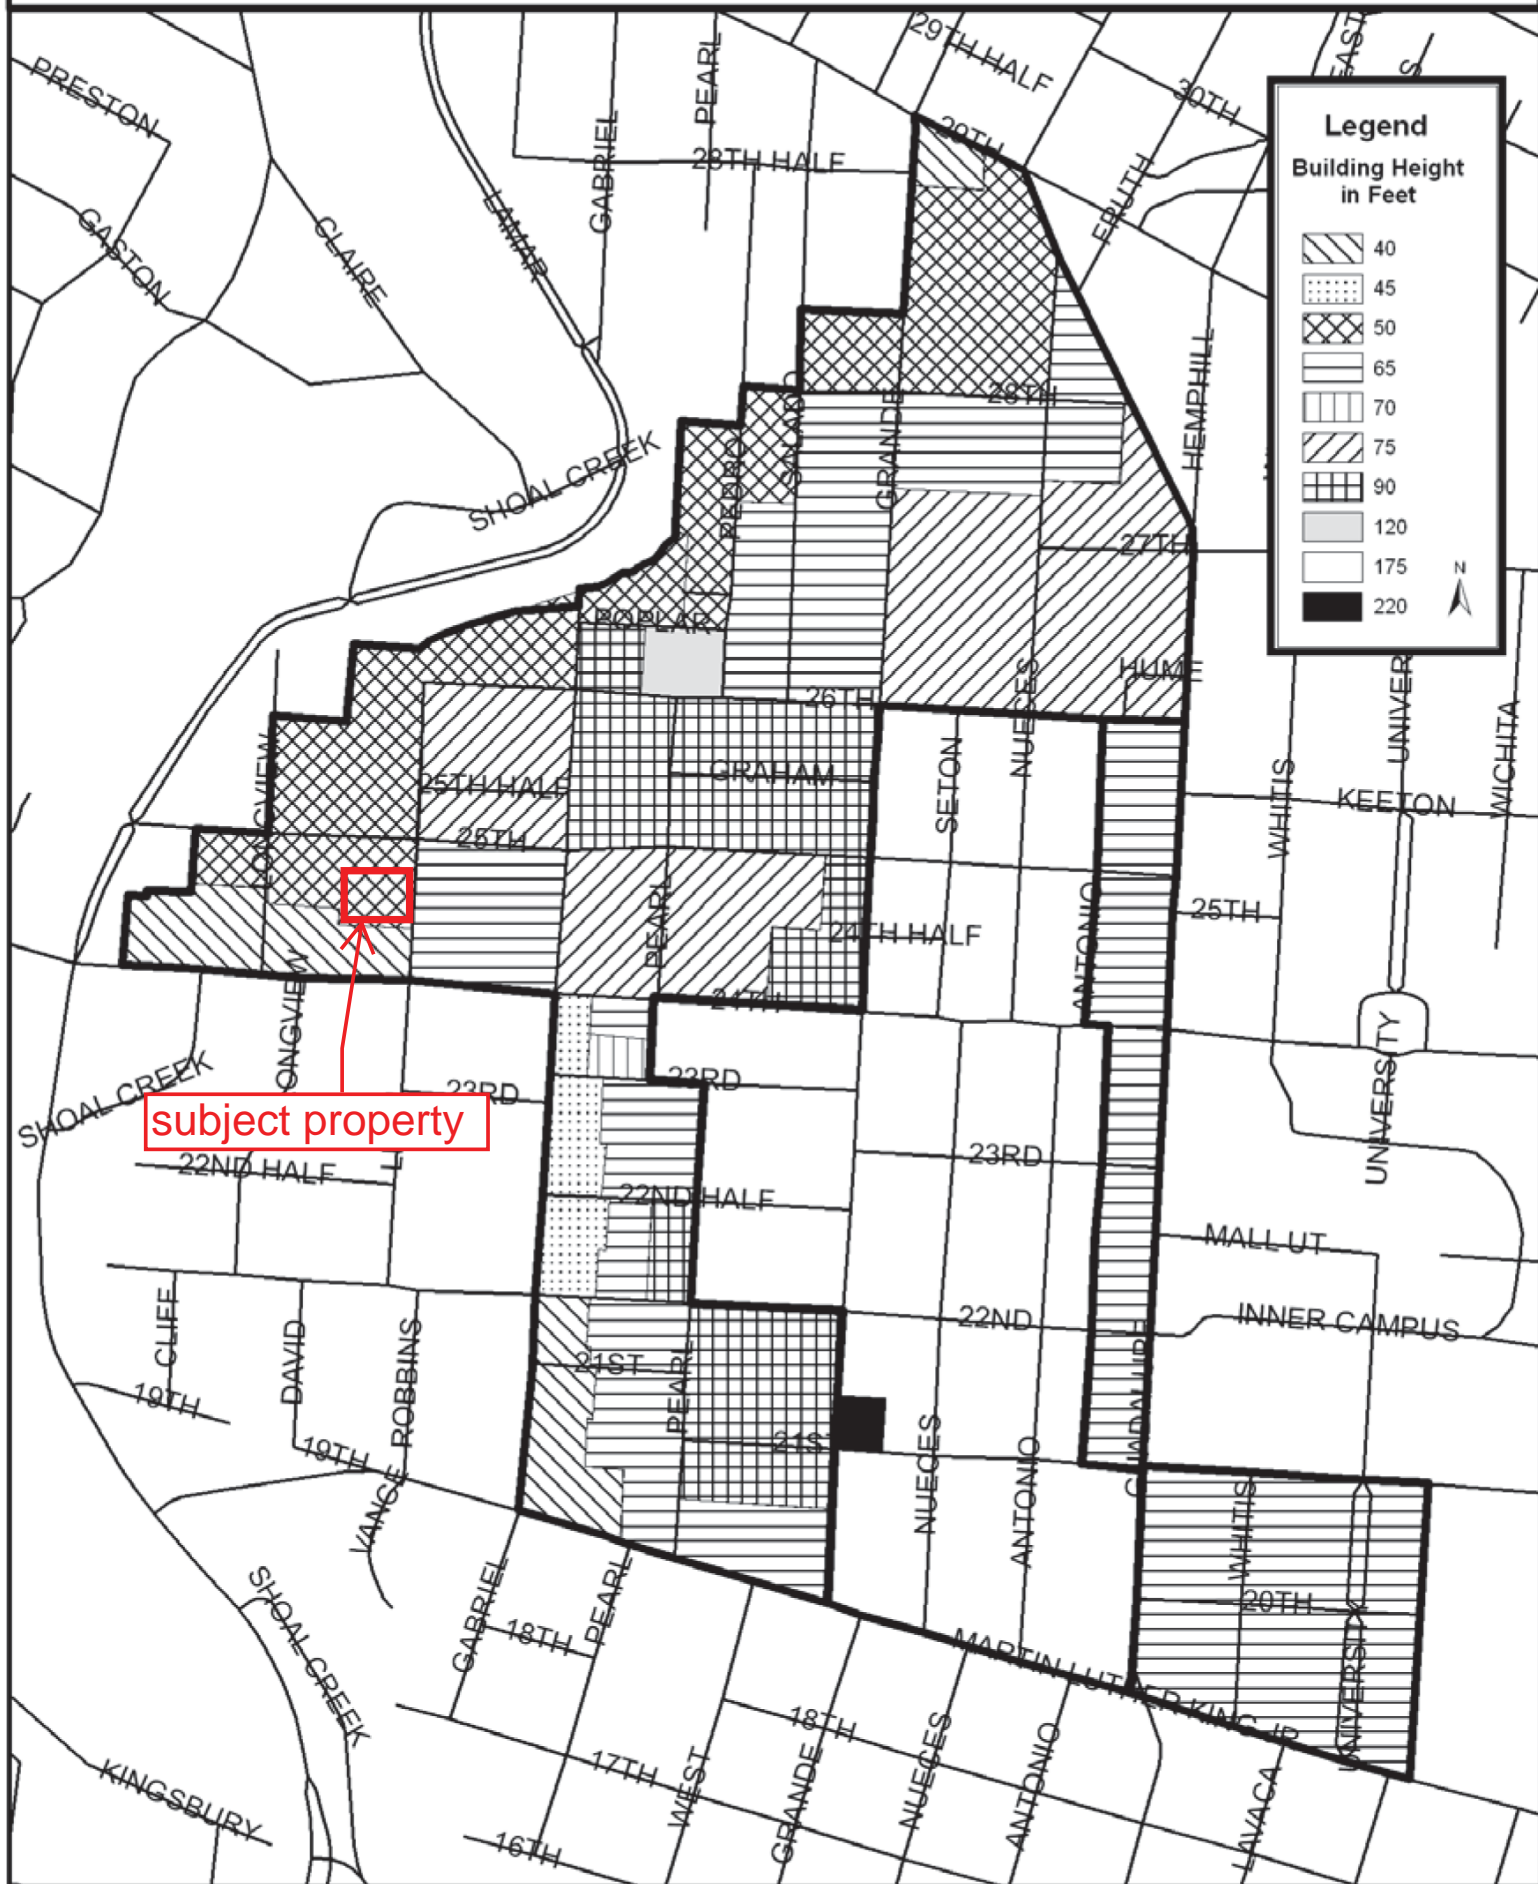 29TH HALF
EAST
S
PEARL
PRESTON
30TH
GABRIEL
29TH
28TH HALF
Legend
Building Height
in Feet
40
45
50
65
70
75
90
120
175
220
N
LAMAR
FRUTH
GASTON
CLAIRE
HEMPHILL
28TH
SALADO
GRANDE
PEDRO
SHOAL CREEK
27TH
POPLAR
HUME
26TH
NUECES
UNIVER
WICHITA
LONGVIEW
SETON
WHITIS
25TH HALF
GRAHAM
KEETON
25TH
PEARL
24TH HALF
ANTONIO
25TH
LONGVIEW
24TH
UNIVERSITY
SHOAL CREEK
23RD
23RD
subject property
23RD
22ND HALF
22ND HALF
MALL UT
CLIFF
DAVID
ROBBINS
22ND
INNER CAMPUS
GUADALUPE
21ST
PEARL
19TH
21ST
19TH
VANCE
NUECES
ANTONIO
WHITIS
SHOAL CREEK
GABRIEL
PEARL
18TH
20TH
UNIVERSITY
MARTIN LUTHER KING JR
18TH
17TH
WEST
GRANDE
NUECES
ANTONIO
LAVACA
KINGSBURY
16TH